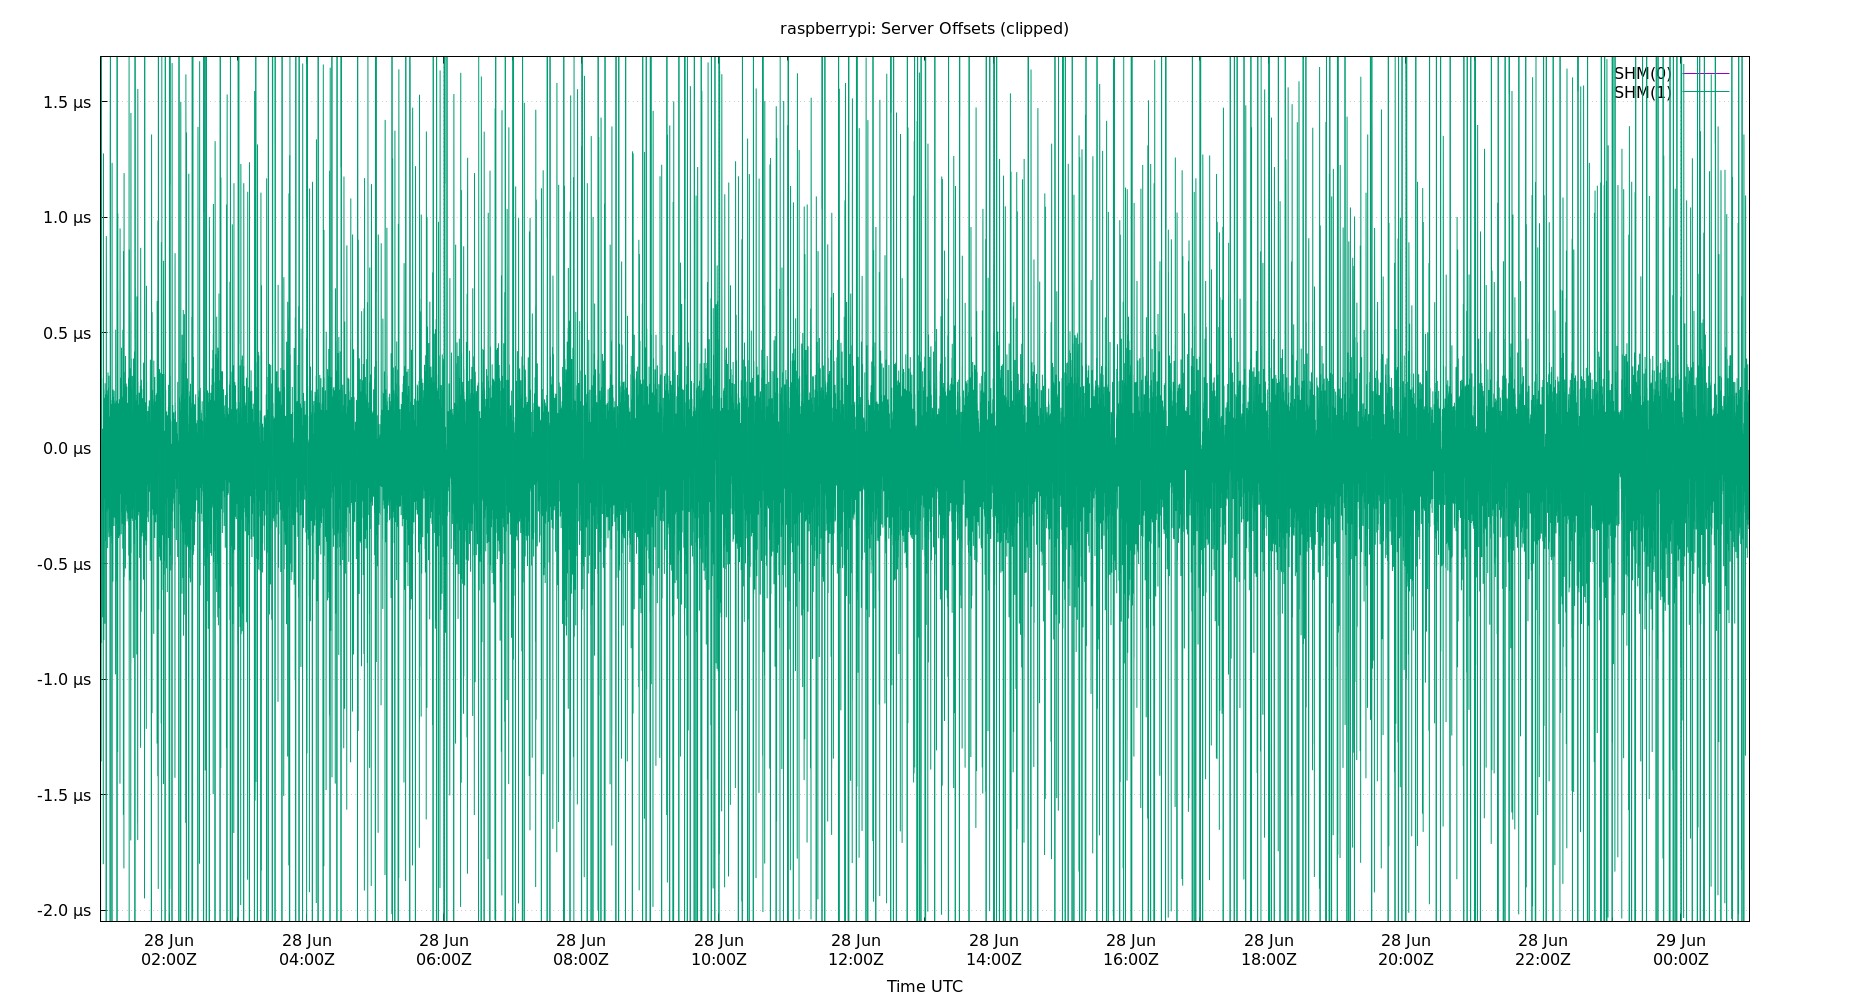 raspberrypi: Server Offsets (clipped)
SHM(0)
SHM(1)
1.5 µs
1.0 µs
0.5 µs
0.0 µs
-0.5 µs
-1.0 µs
-1.5 µs
-2.0 µs
28 Jun 28 Jun 28 Jun 28 Jun 28 Jun 28 Jun 28 Jun 28 Jun 28 Jun 28 Jun 28 Jun 29 Jun
02:00Z 04:00Z 06:00Z 08:00Z 10:00Z 12:00Z 14:00Z 16:00Z 18:00Z 20:00Z 22:00Z 00:00Z
Time UTC